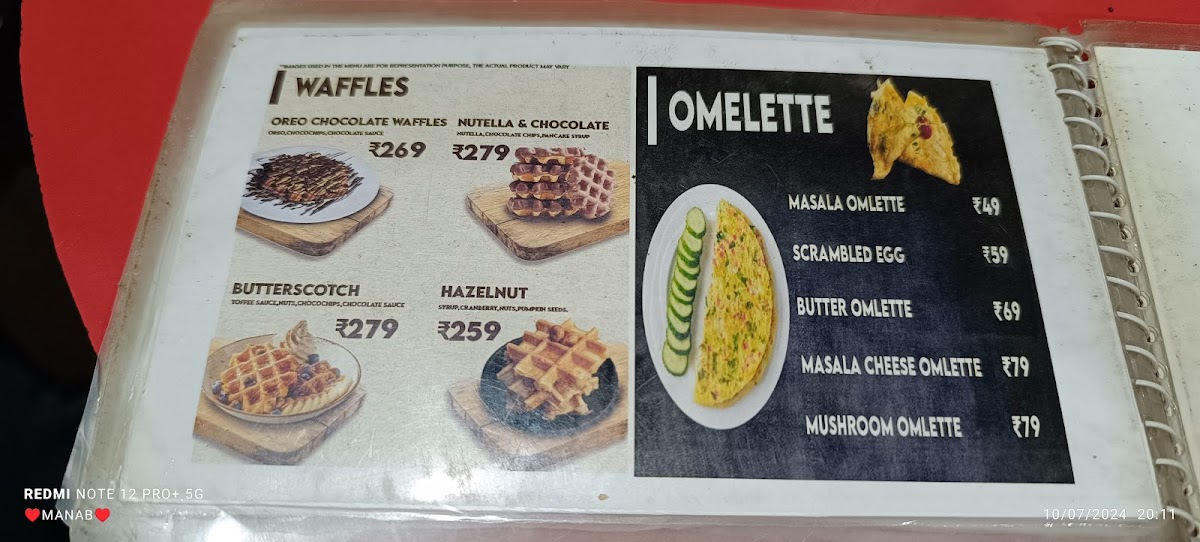 "IMAGES USED IN THE MENU ARE FOR REPRESENTATION PURPOSE, THE ACTUAL PRODUCT MAY VARY
WAFFLES
OREO CHOCOLATE WAFFLES
OREO,CHOCOCHIPS,CHOCOLATE SAUCE
₹269
NUTELLA & CHOCOLATE
NUTELLA,CHOCOLATE CHIPS,PANCAKE SYRUP
₹279
BUTTERSCOTCH
TOFFEE SAUCE,NUTS,CHOCOCHIPS,CHOCOLATE SAUCE
₹279
HAZELNUT
SYRUP,CRANBERRY,NUTS,PUMPKIN SEEDS.
₹259
OMELETTE
MASALA OMLETTE ₹49
SCRAMBLED EGG ₹59
BUTTER OMLETTE ₹69
MASALA CHEESE OMLETTE ₹79
MUSHROOM OMLETTE ₹79
REDMI NOTE 12 PRO+ 5G
❤MANAB❤
10/07/2024 20:11